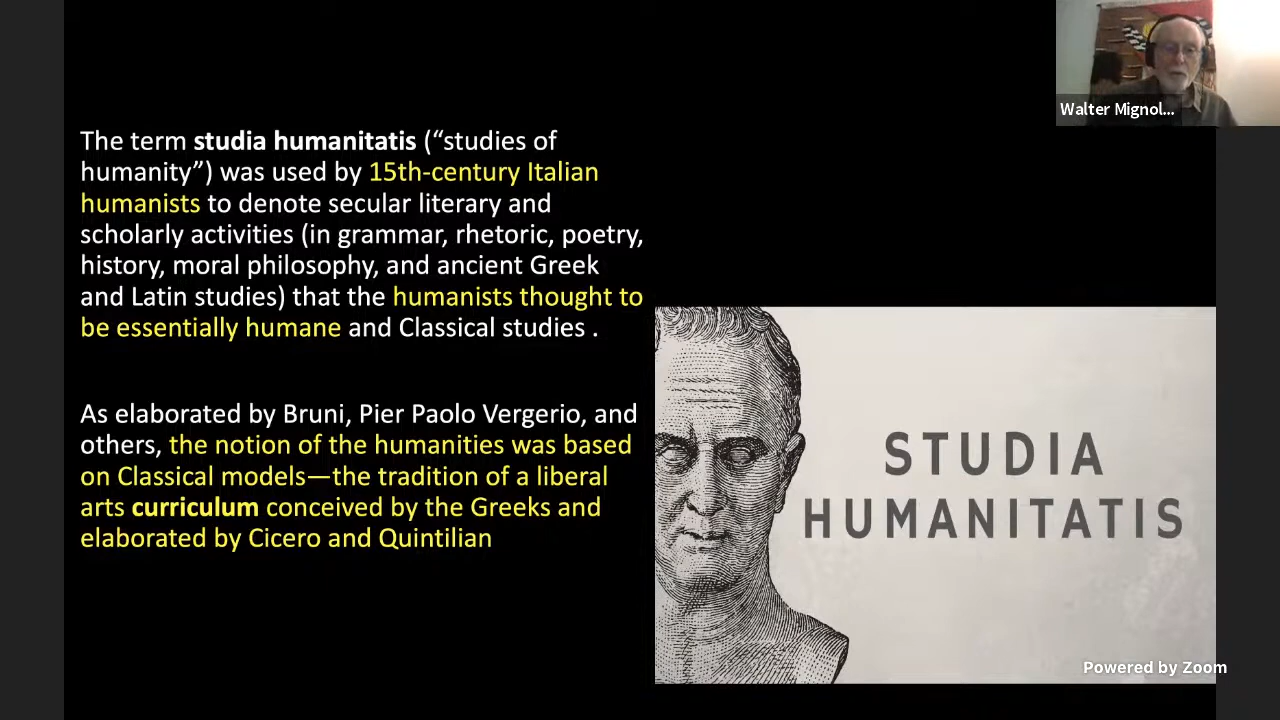 Walter Mignol...
The term studia humanitatis (“studies of
humanity”) was used by 15th-century Italian
humanists to denote secular literary and
scholarly activities (in grammar, rhetoric, poetry,
history, moral philosophy, and ancient Greek
and Latin studies) that the humanists thought to
be essentially humane and Classical studies .
As elaborated by Bruni, Pier Paolo Vergerio, and
others, the notion of the humanities was based
on Classical models—the tradition of a liberal
arts curriculum conceived by the Greeks and
elaborated by Cicero and Quintilian
STUDIA
HUMANITATIS
Powered by Zoom